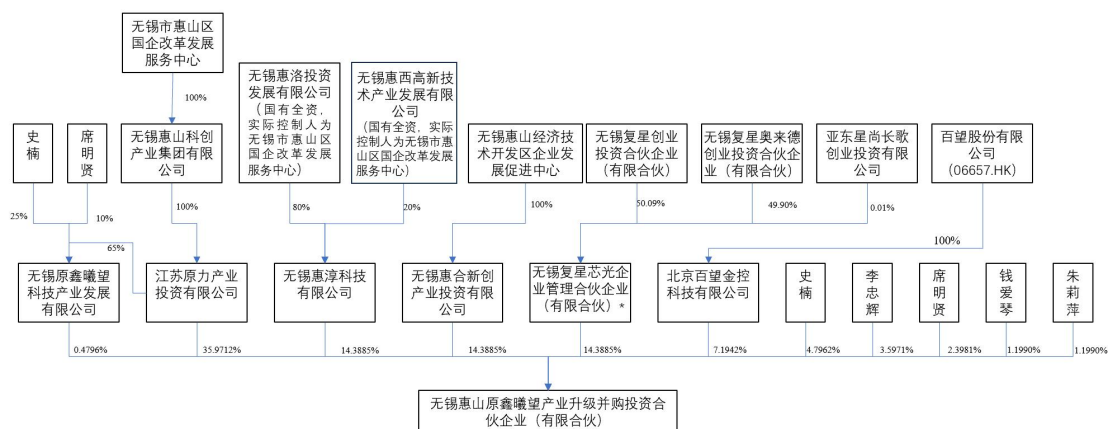 无锡市惠山区
国企改革发展
服务中心
100%
史
楠
席
明
贤
无锡惠山科创
产业集团有限
公司
无锡惠洛投资
发展有限公司
（国有全资，
实际控制人为
无锡市惠山区
国企改革发展
服务中心）
无锡惠西高新技
术产业发展有限
公司
（国有全资，实际
控制人为无锡市惠
山区国企改革发展
服务中心）
无锡惠山经济技
术开发区企业发
展促进中心
无锡复星创业
投资合伙企业
（有限合伙）
无锡复星奥来德
创业投资合伙企
业（有限合伙）
亚东星尚长歌
创业投资有限
公司
百望股份有限
公司
（06657.HK）
25%
10%
100%
80%
20%
100%
50.09%
49.90%
0.01%
65%
100%
无锡原鑫曦望
科技产业发展
有限公司
江苏原力产业
投资有限公司
无锡惠淳科技
有限公司
无锡惠合新创
产业投资有限
公司
无锡复星芯光企
业管理合伙企业
（有限合伙）*
北京百望金控
科技有限公司
史
楠
李
忠
辉
席
明
贤
钱
爱
琴
朱
莉
萍
0.4796%
35.9712%
14.3885%
14.3885%
14.3885%
7.1942%
4.7962%
3.5971%
2.3981%
1.1990%
1.1990%
无锡惠山原鑫曦望产业升级并购投资合
伙企业（有限合伙）